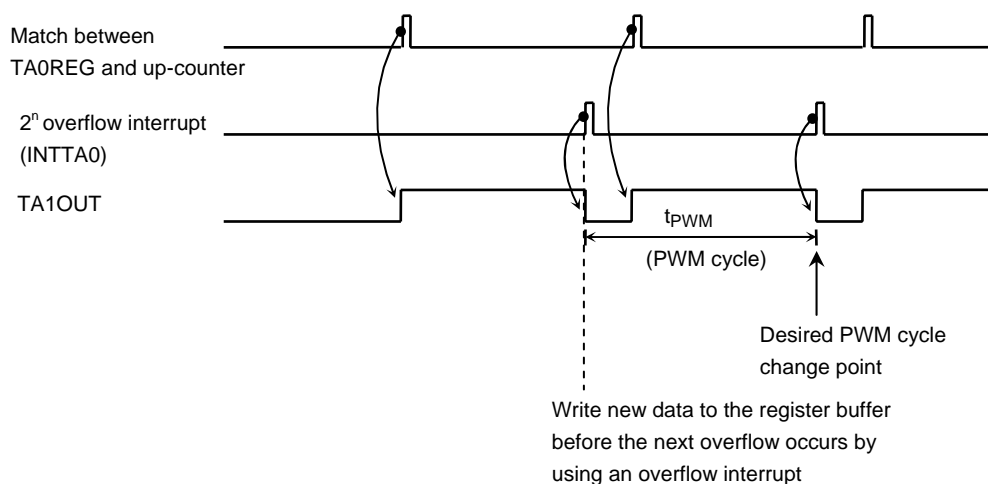 Match between
TA0REG and up-counter
2ⁿ overflow interrupt
(INTTA0)
TA1OUT
tPWM
(PWM cycle)
Desired PWM cycle
change point
Write new data to the register buffer
before the next overflow occurs by
using an overflow interrupt